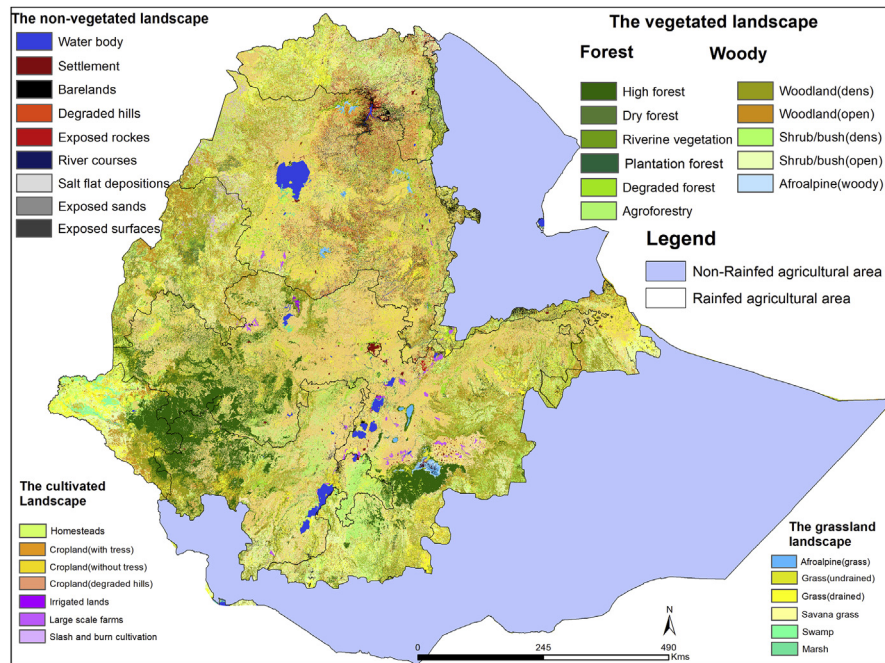 The non-vegetated landscape
Water body
Settlement
Barelands
Degraded hills
Exposed rockes
River courses
Salt flat depositions
Exposed sands
Exposed surfaces
The vegetated landscape
Forest
High forest
Dry forest
Riverine vegetation
Plantation forest
Degraded forest
Agroforestry
Woody
Woodland(dens)
Woodland(open)
Shrub/bush(dens)
Shrub/bush(open)
Afroalpine(woody)
Legend
Non-Rainfed agricultural area
Rainfed agricultural area
The cultivated
Landscape
Homesteads
Cropland(with tress)
Cropland(without tress)
Cropland(degraded hills)
Irrigated lands
Large scale farms
Slash and burn cultivation
The grassland
landscape
Afroalpine(grass)
Grass(undrained)
Grass(drained)
Savana grass
Swamp
Marsh
N
0 245 490
Kms